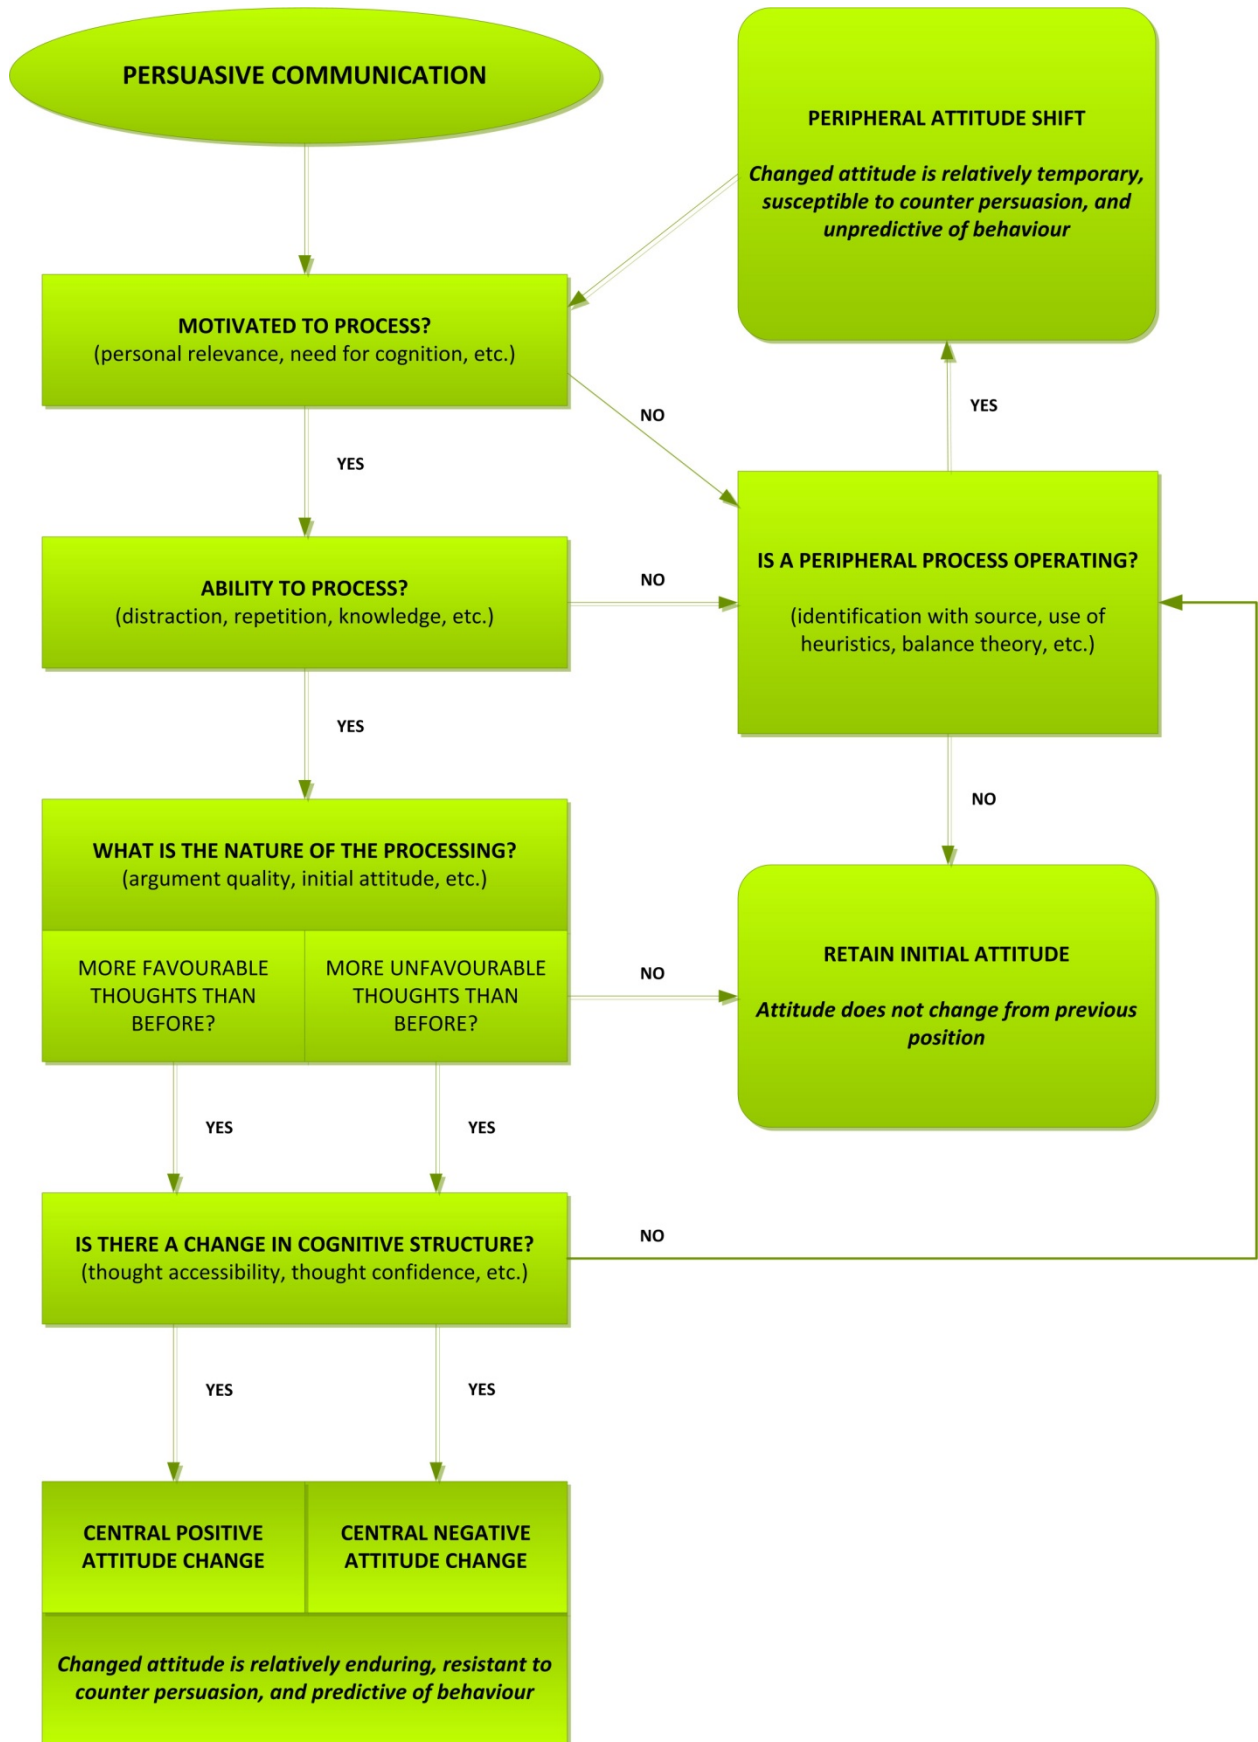 PERSUASIVE COMMUNICATION
PERIPHERAL ATTITUDE SHIFT
Changed attitude is relatively temporary,
susceptible to counter persuasion, and
unpredictive of behaviour
MOTIVATED TO PROCESS?
(personal relevance, need for cognition, etc.)
NO
YES
YES
ABILITY TO PROCESS?
(distraction, repetition, knowledge, etc.)
NO
IS A PERIPHERAL PROCESS OPERATING?
(identification with source, use of
heuristics, balance theory, etc.)
YES
NO
WHAT IS THE NATURE OF THE PROCESSING?
(argument quality, initial attitude, etc.)
MORE FAVOURABLE
THOUGHTS THAN
BEFORE?
MORE UNFAVOURABLE
THOUGHTS THAN
BEFORE?
NO
RETAIN INITIAL ATTITUDE
Attitude does not change from previous
position
YES
YES
IS THERE A CHANGE IN COGNITIVE STRUCTURE?
(thought accessibility, thought confidence, etc.)
NO
YES
YES
CENTRAL POSITIVE
ATTITUDE CHANGE
CENTRAL NEGATIVE
ATTITUDE CHANGE
Changed attitude is relatively enduring, resistant to
counter persuasion, and predictive of behaviour